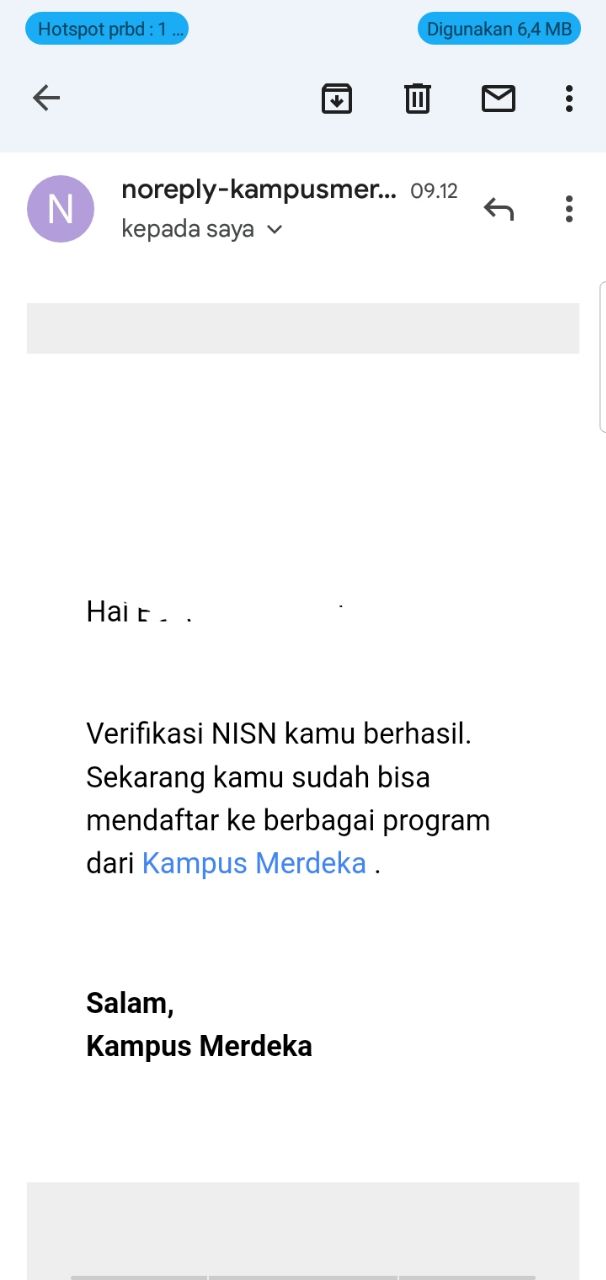 Hotspot prbd : 1 ...
Digunakan 6,4 MB
N
noreply-kampusmer... 09.12
kepada saya
Hai
Verifikasi NISN kamu berhasil.
Sekarang kamu sudah bisa
mendaftar ke berbagai program
dari Kampus Merdeka .
Salam,
Kampus Merdeka